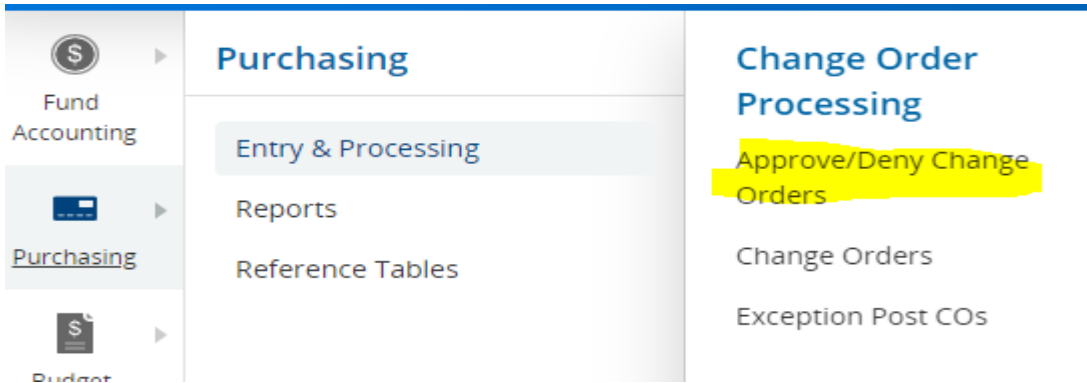 $
Fund
Accounting
Purchasing
$
Budget
Purchasing
Entry & Processing
Reports
Reference Tables
Change Order
Processing
Approve/Deny Change
Orders
Change Orders
Exception Post COs